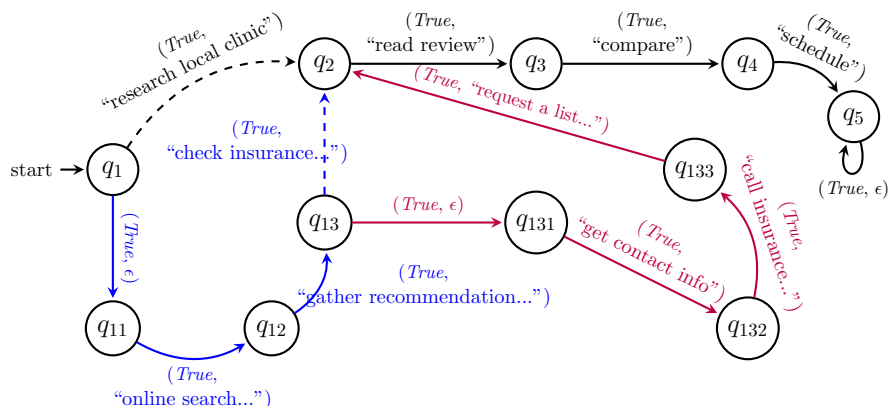 (True,
“research local clinic”)
(True,
“read review”)
(True,
“compare”)
(True,
“schedule”)
q2
q3
q4
q5
(True, “request a list...”)
(True,
“check insurance...”)
start
q1
q133
(True, ϵ)
(True, ϵ)
(True, ϵ)
q13
q131
(True,
“call insurance...”)
(True,
“get contact info”)
(True,
“gather recommendation...”)
q11
q12
q132
(True,
“online search...”)